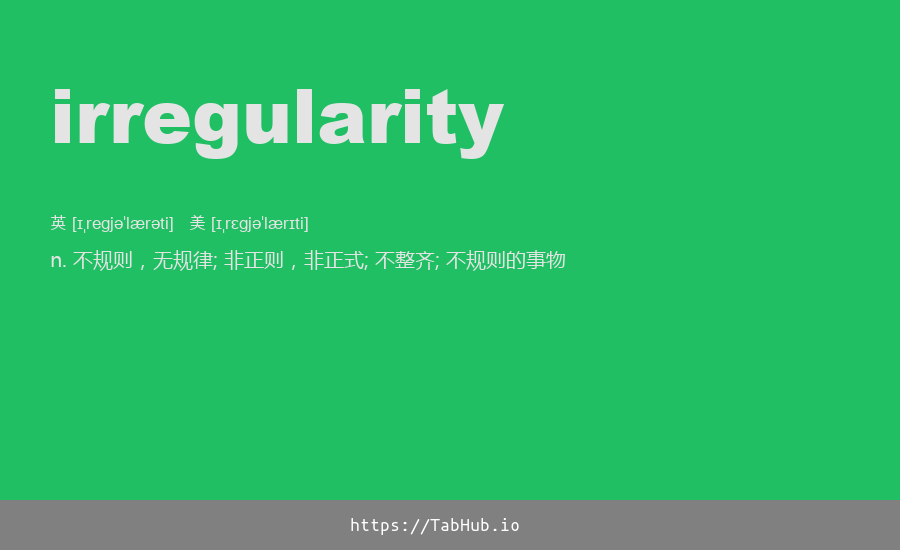 irregularity
英 [ɪˌregjəˈlærəti] 美 [ɪˌrɛɡjəˈlærɪti]
n. 不规则，无规律; 非正则，非正式; 不整齐; 不规则的事物
https://TabHub.io